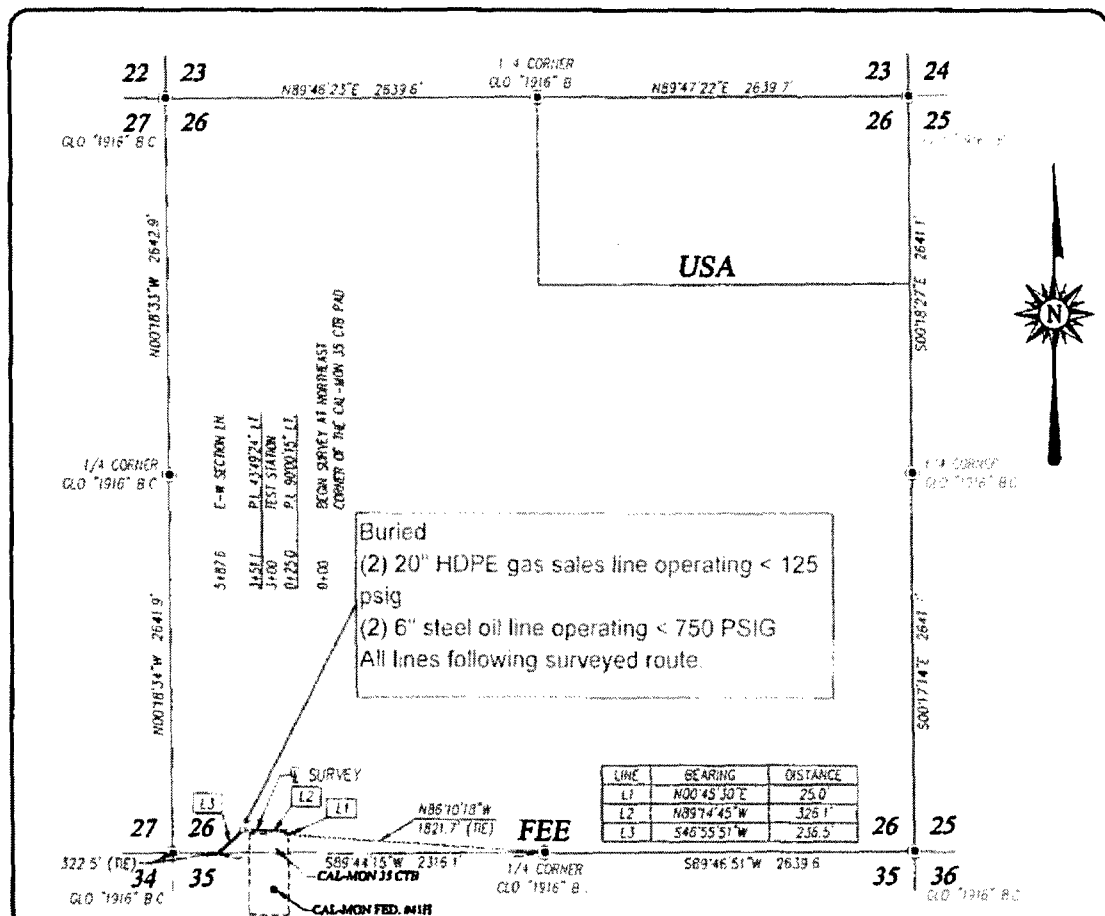 22 23
1 4 CORNER
GLO "1916" B
23 24
N89°46'23"E 2639.6'
N89°47'22"E 2639.7'
27 26
26 25
GLO "1916" B.C
N00°18'33"W 2642.9'
USA
S00°18'27"E 2641.1'
N
1/4 CORNER
GLO "1916" B.C
1/4 CORNER
GLO "1916" B.C
5+87.6 E-W SECTION LN.
3+51.1 P.I. 43°49'24" LT.
3+00 TEST STATION
0+25.0 P.I. 90°00'15" LT.
0+00 BEGIN SURVEY AT NORTHEAST
CORNER OF THE CAL-MON 35 CTB PAD
Buried
(2) 20" HDPE gas sales line operating < 125
psig
(2) 6" steel oil line operating < 750 PSIG
All lines following surveyed route.
N00°18'34"W 2641.9'
S00°17'14"E 2641.
℄ SURVEY
L3
L2
L1
N86°10'18"W
1821.7' (TIE)
LINE BEARING DISTANCE
L1 N00°45'30"E 25.0'
L2 N89°14'45"W 326.1'
L3 S46°55'51"W 236.5'
27 26
FEE
26 25
322.5' (TIE)
S89°44'15"W 2316.1'
S89°46'51"W 2639.6
34 35
1/4 CORNER
GLO "1916" B.
35 36
CAL-MON 35 CTB
GLO "1916" B.C
GLO "1916" B.C
CAL-MON FED. #41H